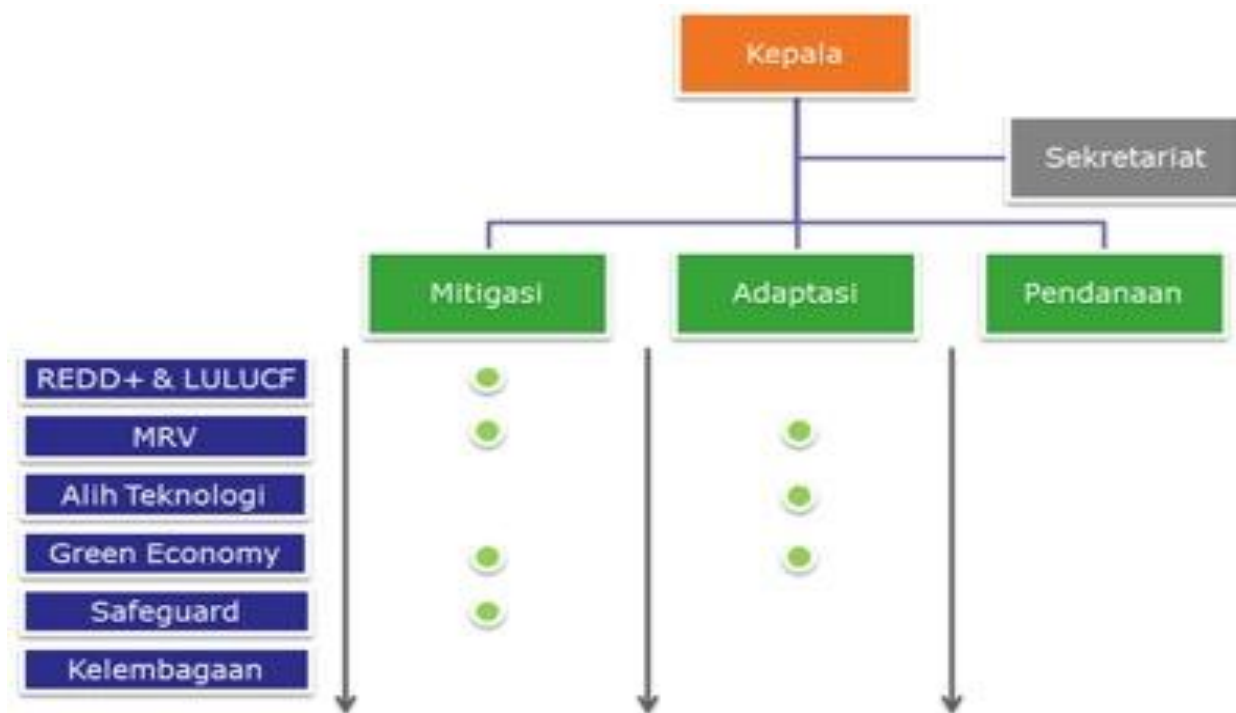 Kepala
Sekretariat
Mitigasi
Adaptasi
Pendanaan
REDD+ & LULUCF
MRV
Alih Teknologi
Green Economy
Safeguard
Kelembagaan